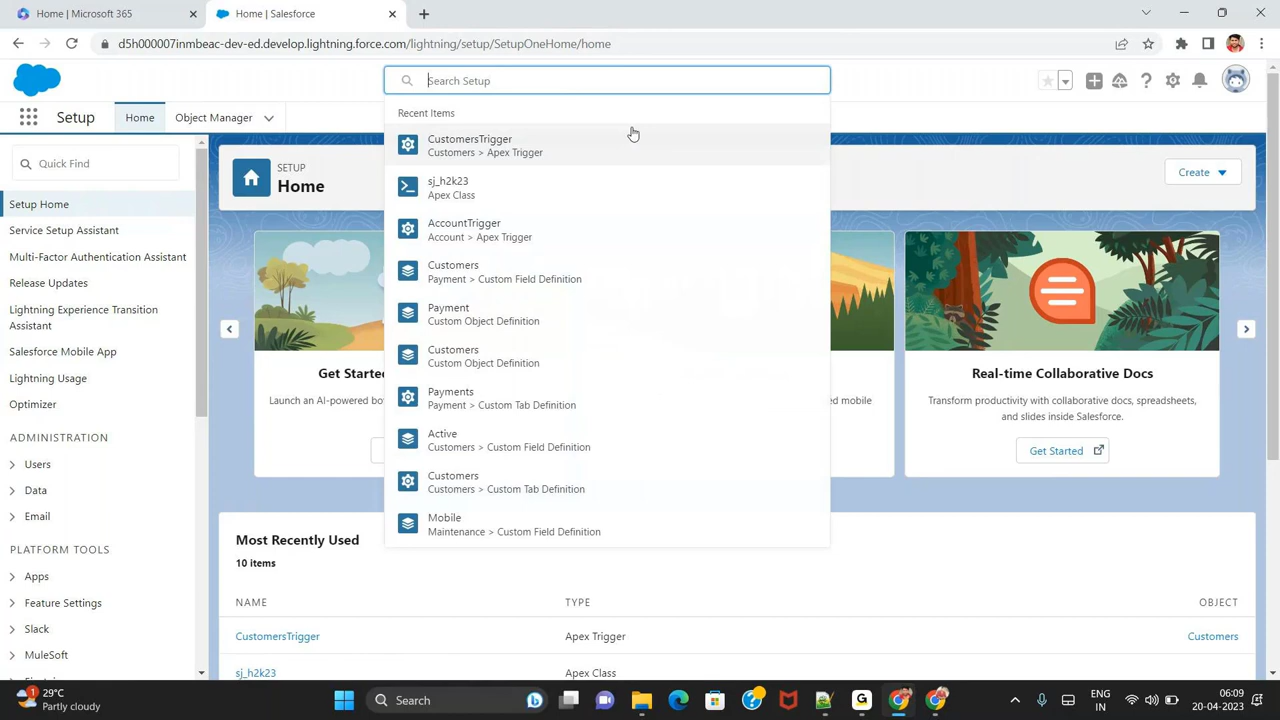 Home | Microsoft 365
Home | Salesforce
d5h000007inmbeac-dev-ed.develop.lightning.force.com/lightning/setup/SetupOneHome/home
Search Setup
Setup
Home
Object Manager
Recent Items
CustomersTrigger
Customers > Apex Trigger
sj_h2k23
Apex Class
AccountTrigger
Account > Apex Trigger
Customers
Payment > Custom Field Definition
Payment
Custom Object Definition
Customers
Custom Object Definition
Payments
Payment > Custom Tab Definition
Active
Customers > Custom Field Definition
Customers
Customers > Custom Tab Definition
Mobile
Maintenance > Custom Field Definition
Quick Find
Setup Home
Service Setup Assistant
Multi-Factor Authentication Assistant
Release Updates
Lightning Experience Transition
Assistant
Salesforce Mobile App
Lightning Usage
Optimizer
ADMINISTRATION
Users
Data
Email
PLATFORM TOOLS
Apps
Feature Settings
Slack
MuleSoft
SETUP
Home
Create
Get Starte
Launch an AI-powered bo
d mobile
Real-time Collaborative Docs
Transform productivity with collaborative docs, spreadsheets,
and slides inside Salesforce.
Get Started
Most Recently Used
10 items
NAME
TYPE
OBJECT
CustomersTrigger
Apex Trigger
Customers
sj_h2k23
Apex Class
1
29°C
Partly cloudy
Search
ENG
IN
06:09
20-04-2023